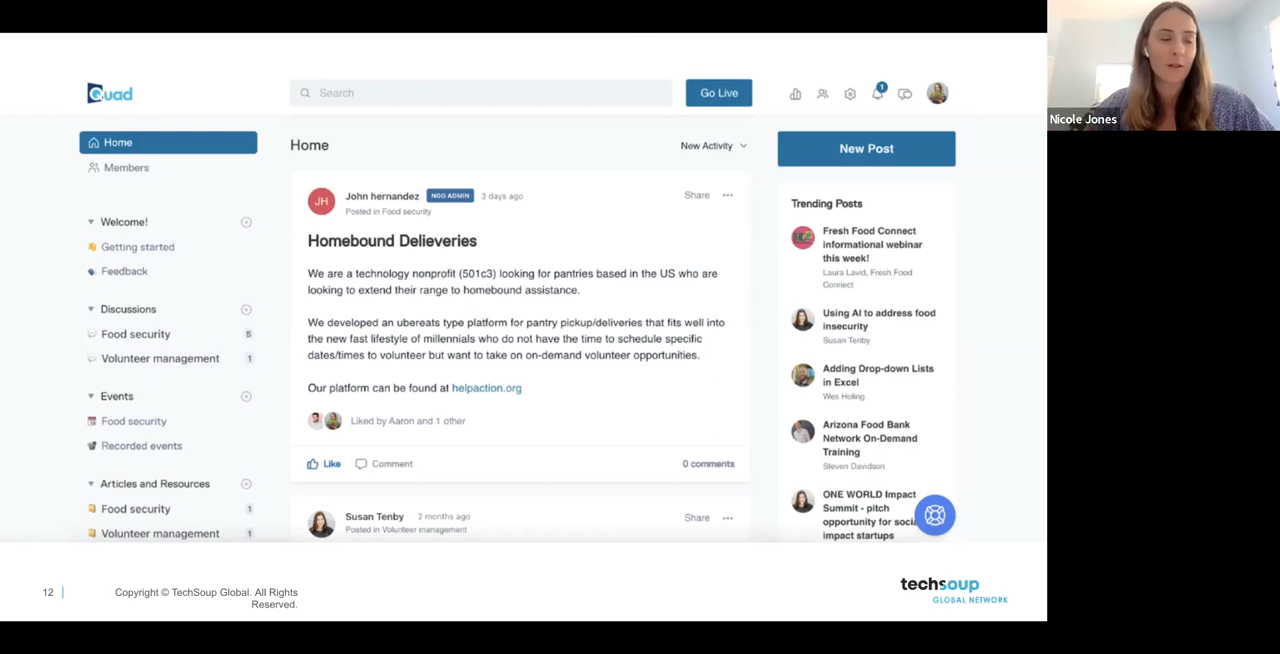 Quad
Search
Go Live
1
Nicole Jones
Home
Members
Welcome!
Getting started
Feedback
Discussions
Food security 5
Volunteer management 1
Events
Food security
Recorded events
Articles and Resources
Food security 1
Volunteer management 1
Home
New Activity
JH
John hernandez NGO ADMIN 3 days ago
Posted in Food security
Share ···
Homebound Delieveries
We are a technology nonprofit (501c3) looking for pantries based in the US who are
looking to extend their range to homebound assistance.
We developed an ubereats type platform for pantry pickup/deliveries that fits well into
the new fast lifestyle of millennials who do not have the time to schedule specific
dates/times to volunteer but want to take on on-demand volunteer opportunities.
Our platform can be found at helpaction.org
Liked by Aaron and 1 other
Like Comment 0 comments
Susan Tenby 2 months ago
Posted in Volunteer management
Share ···
New Post
Trending Posts
Fresh Food Connect
informational webinar
this week!
Laura Lavid, Fresh Food
Connect
Using AI to address food
insecurity
Susan Tenby
Adding Drop-down Lists
in Excel
Wes Holing
Arizona Food Bank
Network On-Demand
Training
Steven Davidson
ONE WORLD Impact
Summit - pitch
opportunity for socia
impact startups
12 |
Copyright © TechSoup Global. All Rights
Reserved.
techsoup
GLOBAL NETWORK